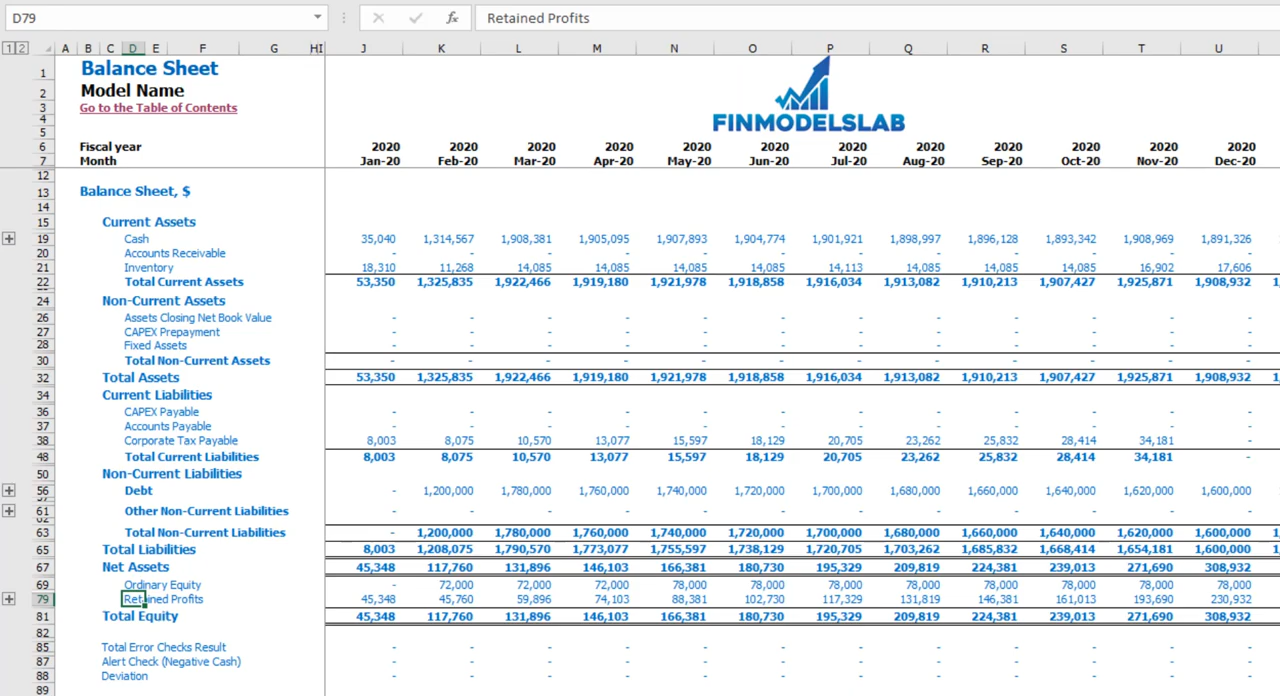 D79 fx Retained Profits
1 2 A B C D E F G HI J K L M N O P Q R S T U
1 Balance Sheet
2 Model Name
3 Go to the Table of Contents
4
FINMODELSLAB
5
6 Fiscal year 2020 2020 2020 2020 2020 2020 2020 2020 2020 2020 2020 2020
7 Month Jan-20 Feb-20 Mar-20 Apr-20 May-20 Jun-20 Jul-20 Aug-20 Sep-20 Oct-20 Nov-20 Dec-20
12
13 Balance Sheet, $
14
15 Current Assets
19 Cash 35,040 1,314,567 1,908,381 1,905,095 1,907,893 1,904,774 1,901,921 1,898,997 1,896,128 1,893,342 1,908,969 1,891,326
20 Accounts Receivable - - - - - - - - - - - -
21 Inventory 18,310 11,268 14,085 14,085 14,085 14,085 14,113 14,085 14,085 14,085 16,902 17,606
22 Total Current Assets 53,350 1,325,835 1,922,466 1,919,180 1,921,978 1,918,858 1,916,034 1,913,082 1,910,213 1,907,427 1,925,871 1,908,932 1,
24 Non-Current Assets
26 Assets Closing Net Book Value - - - - - - - - - - - -
27 CAPEX Prepayment - - - - - - - - - - - -
28 Fixed Assets - - - - - - - - - - - -
30 Total Non-Current Assets - - - - - - - - - - - -
32 Total Assets 53,350 1,325,835 1,922,466 1,919,180 1,921,978 1,918,858 1,916,034 1,913,082 1,910,213 1,907,427 1,925,871 1,908,932 1,
34 Current Liabilities
36 CAPEX Payable - - - - - - - - - - - -
37 Accounts Payable - - - - - - - - - - - -
38 Corporate Tax Payable 8,003 8,075 10,570 13,077 15,597 18,129 20,705 23,262 25,832 28,414 34,181 -
48 Total Current Liabilities 8,003 8,075 10,570 13,077 15,597 18,129 20,705 23,262 25,832 28,414 34,181 -
50 Non-Current Liabilities
56 Debt - 1,200,000 1,780,000 1,760,000 1,740,000 1,720,000 1,700,000 1,680,000 1,660,000 1,640,000 1,620,000 1,600,000
61 Other Non-Current Liabilities - - - - - - - - - - - -
63 Total Non-Current Liabilities - 1,200,000 1,780,000 1,760,000 1,740,000 1,720,000 1,700,000 1,680,000 1,660,000 1,640,000 1,620,000 1,600,000 1,
65 Total Liabilities 8,003 1,208,075 1,790,570 1,773,077 1,755,597 1,738,129 1,720,705 1,703,262 1,685,832 1,668,414 1,654,181 1,600,000 1,
67 Net Assets 45,348 117,760 131,896 146,103 166,381 180,730 195,329 209,819 224,381 239,013 271,690 308,932
69 Ordinary Equity - 72,000 72,000 72,000 78,000 78,000 78,000 78,000 78,000 78,000 78,000 78,000
79 Retained Profits 45,348 45,760 59,896 74,103 88,381 102,730 117,329 131,819 146,381 161,013 193,690 230,932
81 Total Equity 45,348 117,760 131,896 146,103 166,381 180,730 195,329 209,819 224,381 239,013 271,690 308,932
82
85 Total Error Checks Result - - - - - - - - - - - -
87 Alert Check (Negative Cash) - - - - - - - - - - - -
88 Deviation - - - - - - - - - - - -
89